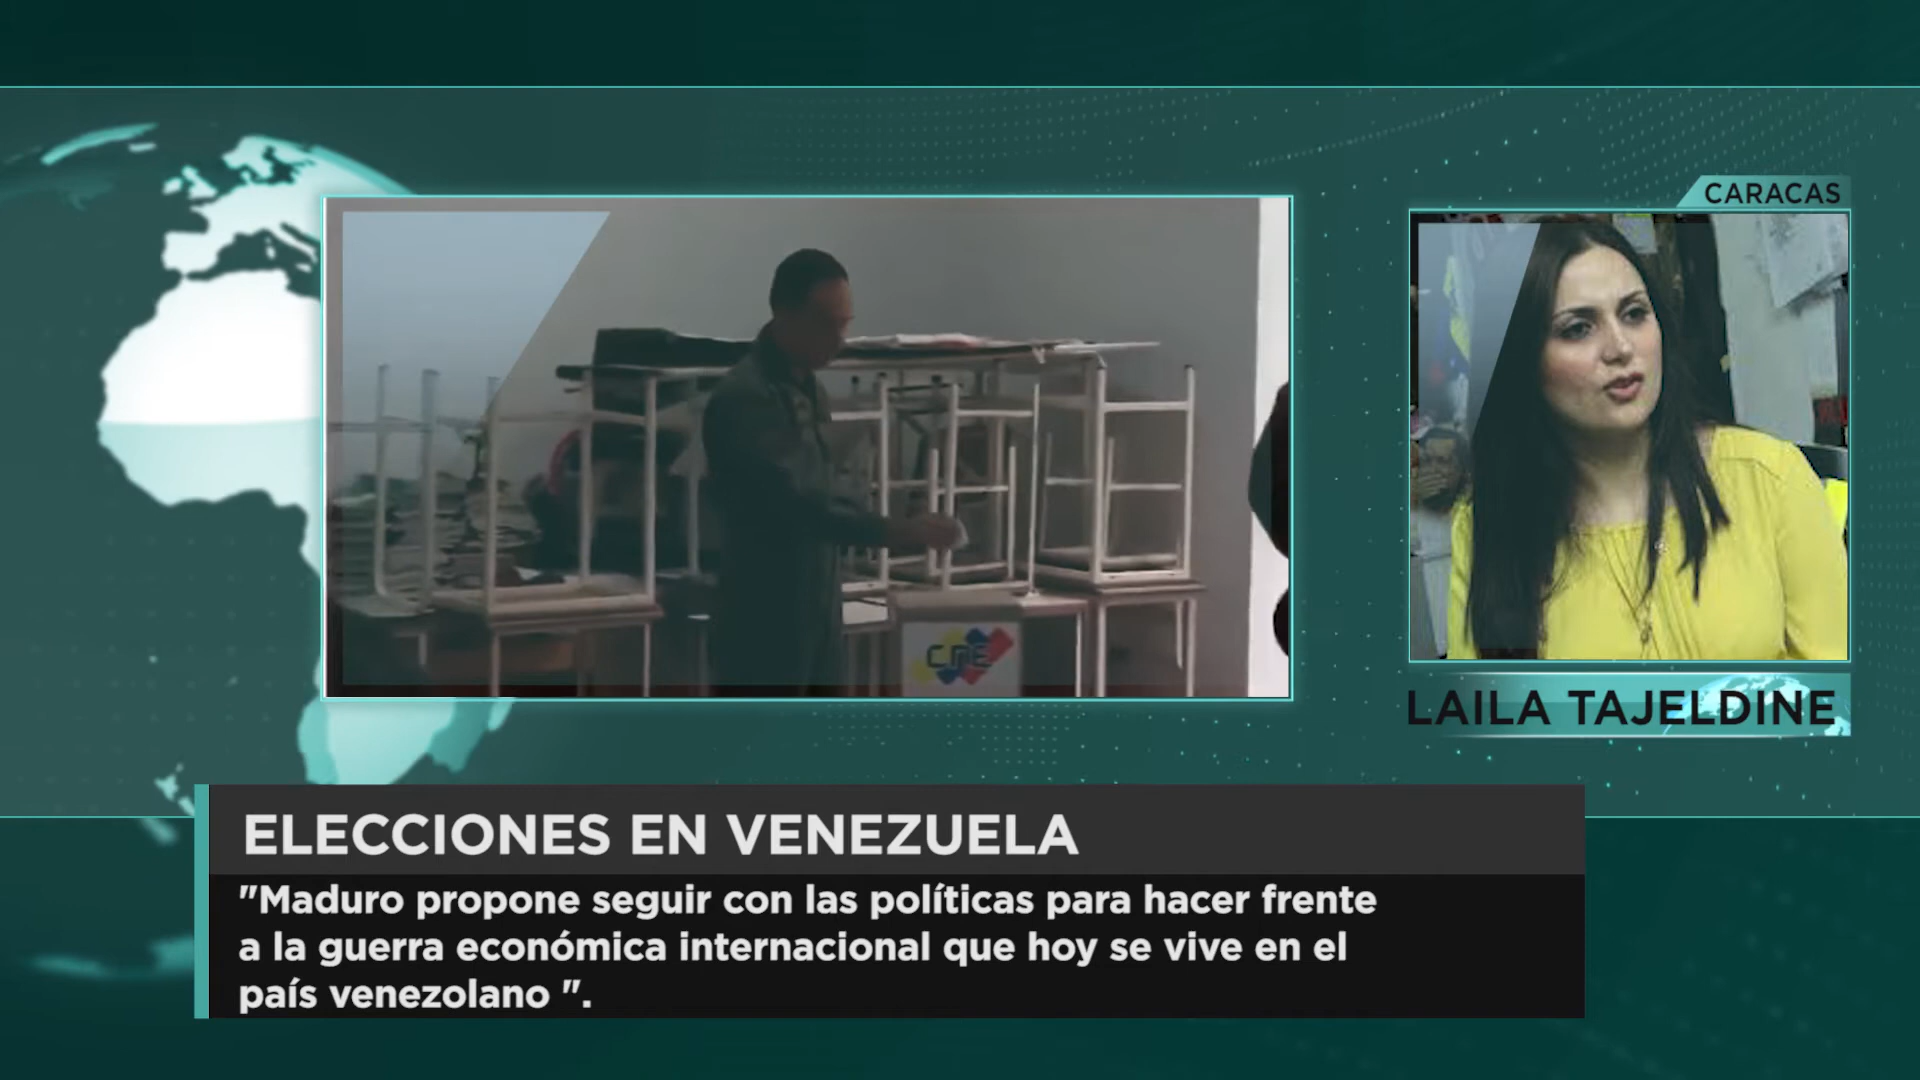 CARACAS
CNE
LAILA TAJELDINE
ELECCIONES EN VENEZUELA
"Maduro propone seguir con las políticas para hacer frente
a la guerra económica internacional que hoy se vive en el
país venezolano ".